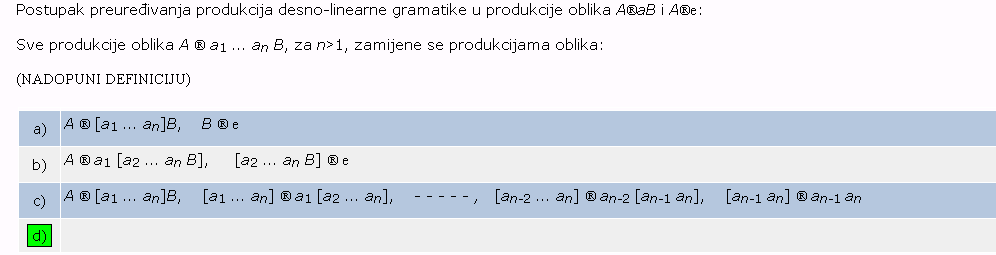 Postupak preuređivanja produkcija desno-linearne gramatike u produkcije oblika A®aB i A®e:
Sve produkcije oblika A ® a1 ... an B, za n>1, zamijene se produkcijama oblika:
(NADOPUNI DEFINICIJU)
a) A ® [a1 ... an]B, B ® e
b) A ® a1 [a2 ... an B], [a2 ... an B] ® e
c) A ® [a1 ... an]B, [a1 ... an] ® a1 [a2 ... an], - - - - - , [an-2 ... an] ® an-2 [an-1 an], [an-1 an] ® an-1 an
d)